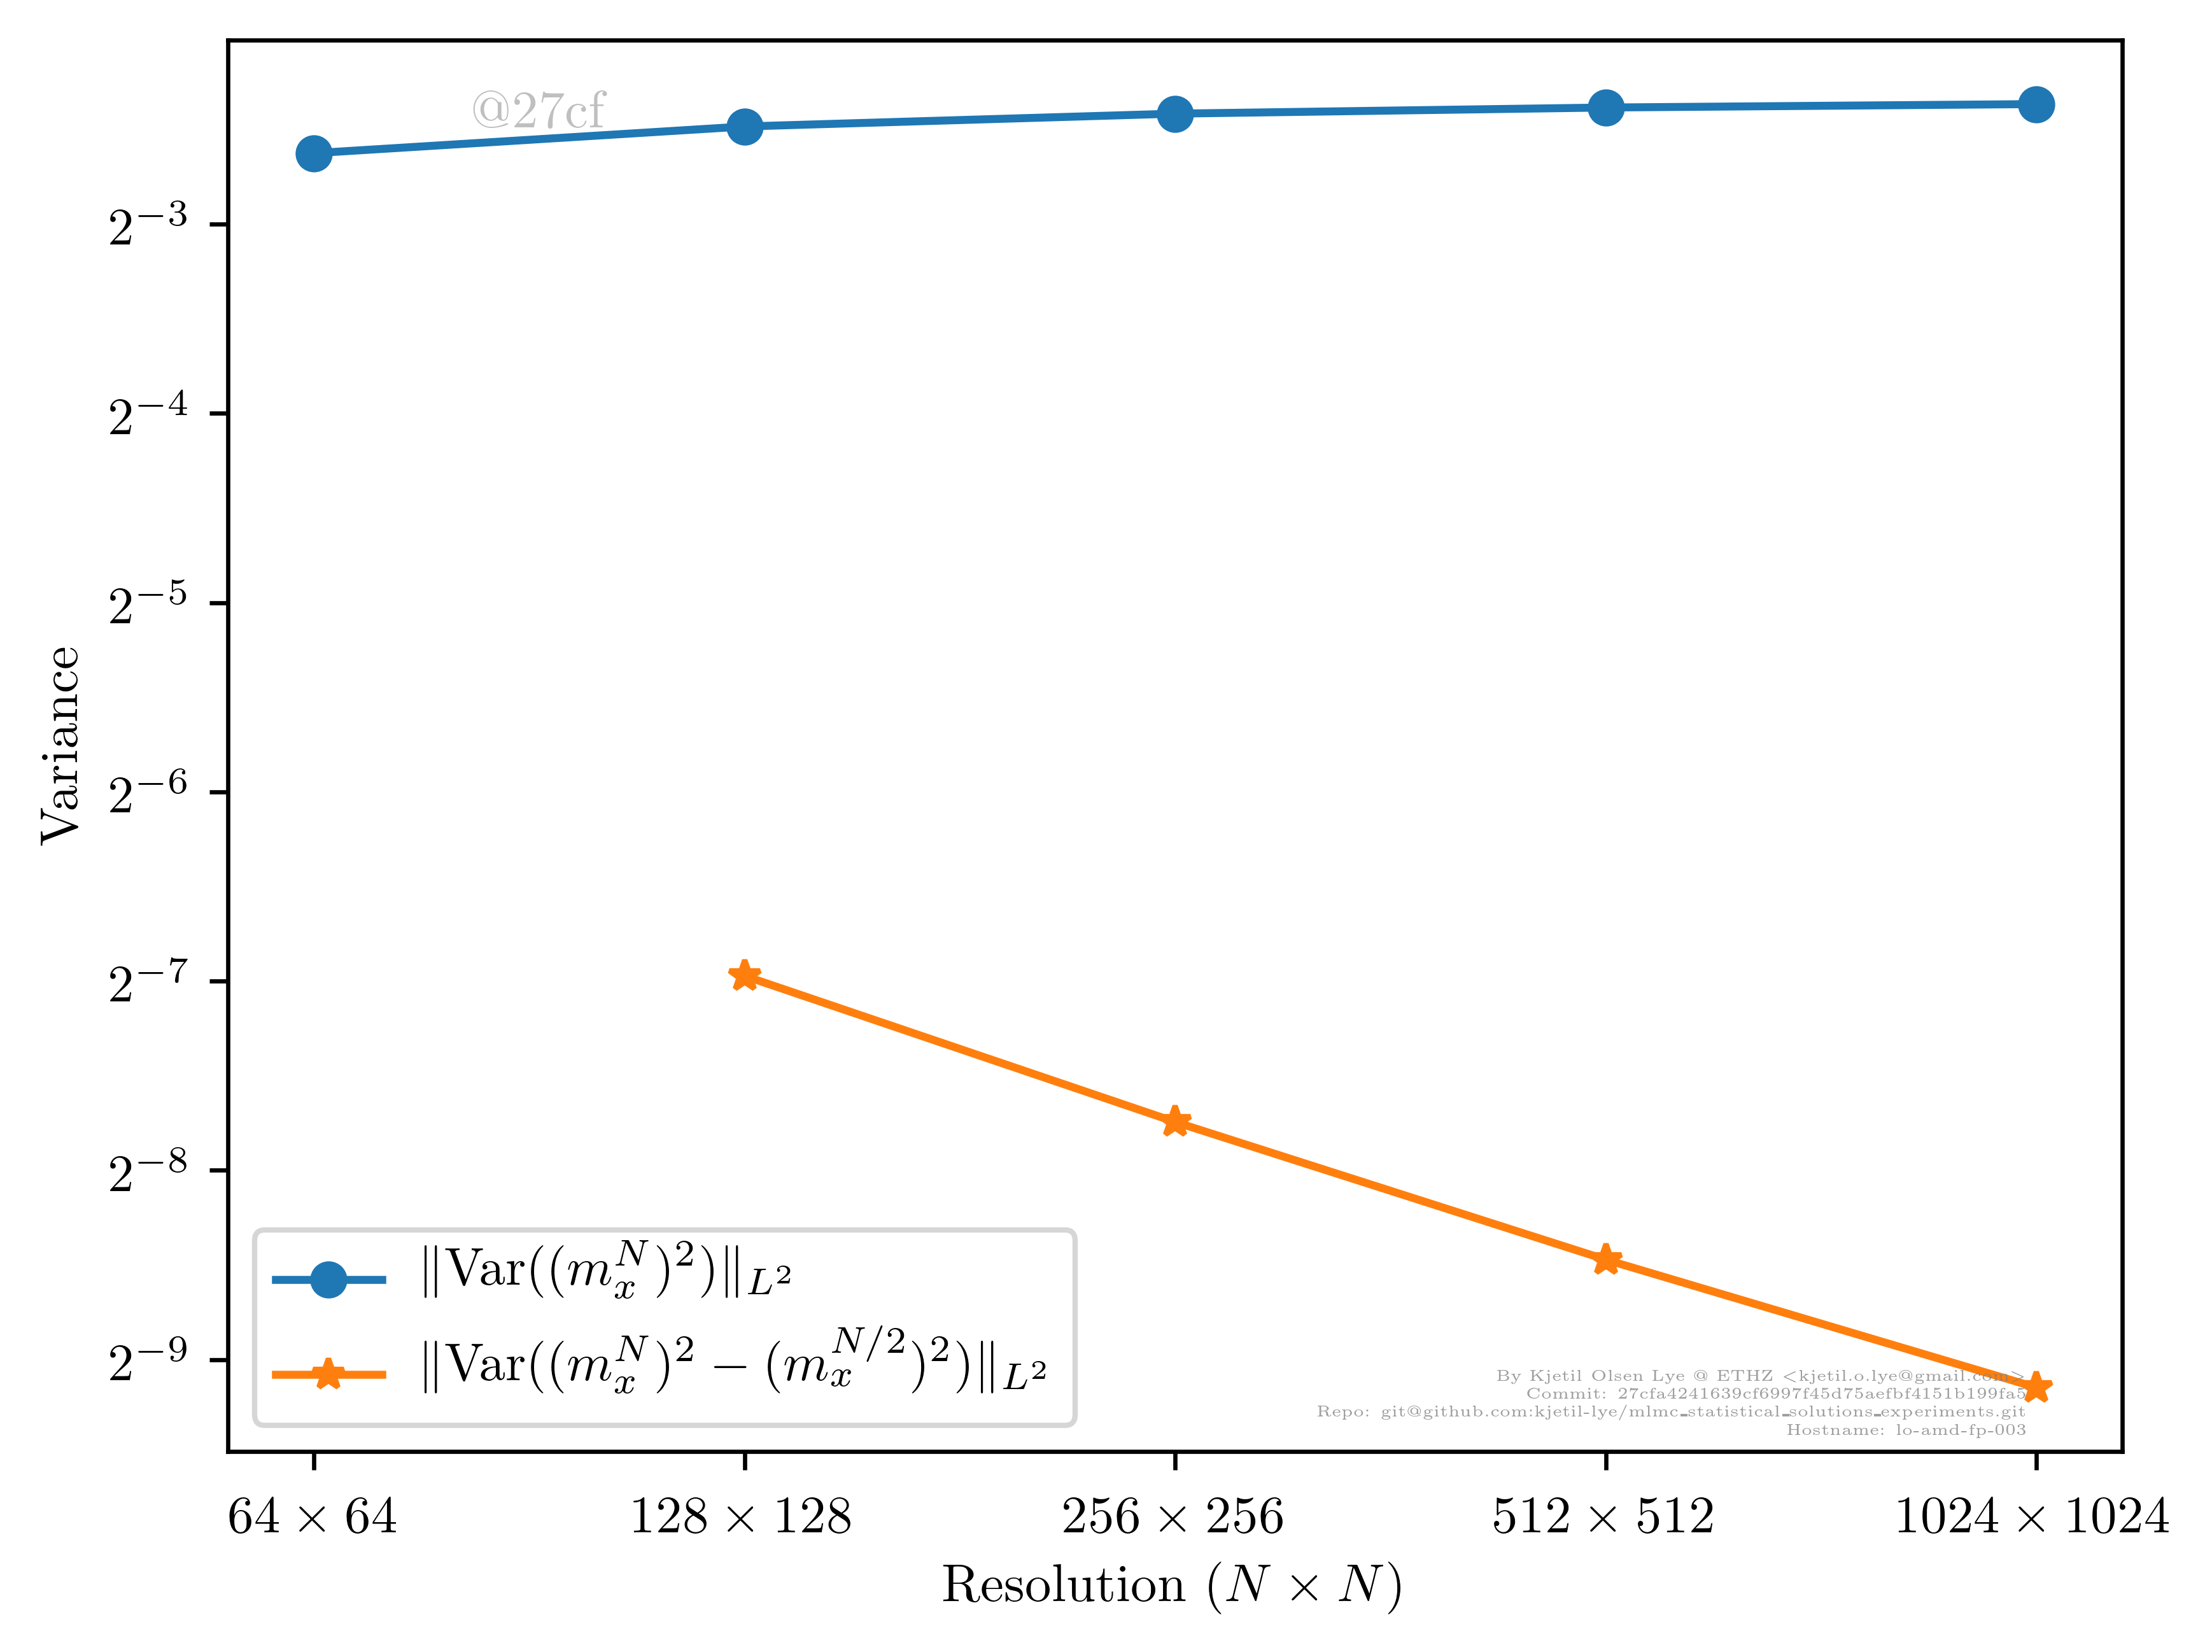 @27cf
2⁻³
2⁻⁴
2⁻⁵
2⁻⁶
2⁻⁷
2⁻⁸
2⁻⁹
Variance
‖Var((m_x^N)²)‖_{L²}
‖Var((m_x^N)² − (m_x^{N/2})²)‖_{L²}
By Kjetil Olsen Lye @ ETHZ <kjetil.o.lye@gmail.com>
Commit: 27cfa4241639cf6997f45d75aefbf4151b199fa5
Repo: git@github.com:kjetil-lye/mlmc_statistical_solutions_experiments.git
Hostname: lo-amd-fp-003
64 × 64 128 × 128 256 × 256 512 × 512 1024 × 1024
Resolution (N × N)